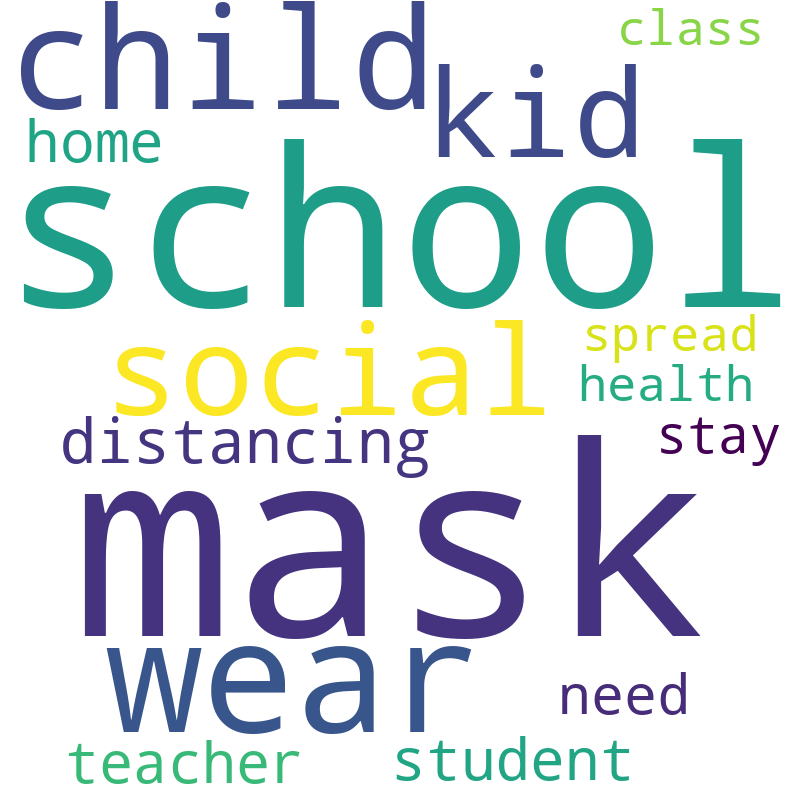 child
class
kid
home
school
social
spread
health
distancing
stay
mask
wear
need
teacher
student